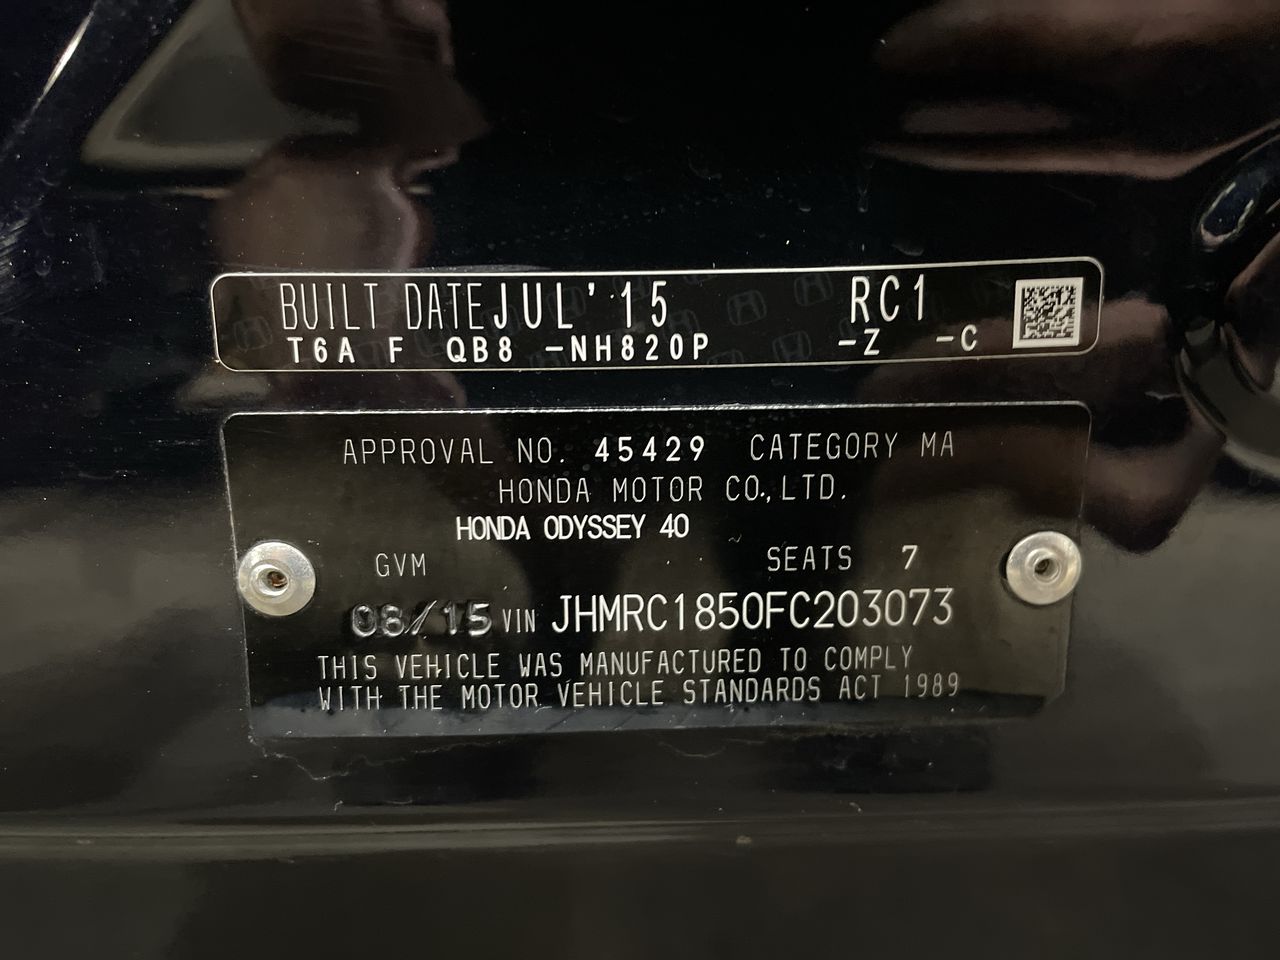 BUILT DATE JUL '15 RC1
T6A F QB8 -NH820P -Z -C
APPROVAL NO. 45429 CATEGORY MA
HONDA MOTOR CO.,LTD.
HONDA ODYSSEY 40
GVM SEATS 7
08/15 VIN JHMRC1850FC203073
THIS VEHICLE WAS MANUFACTURED TO COMPLY
WITH THE MOTOR VEHICLE STANDARDS ACT 1989